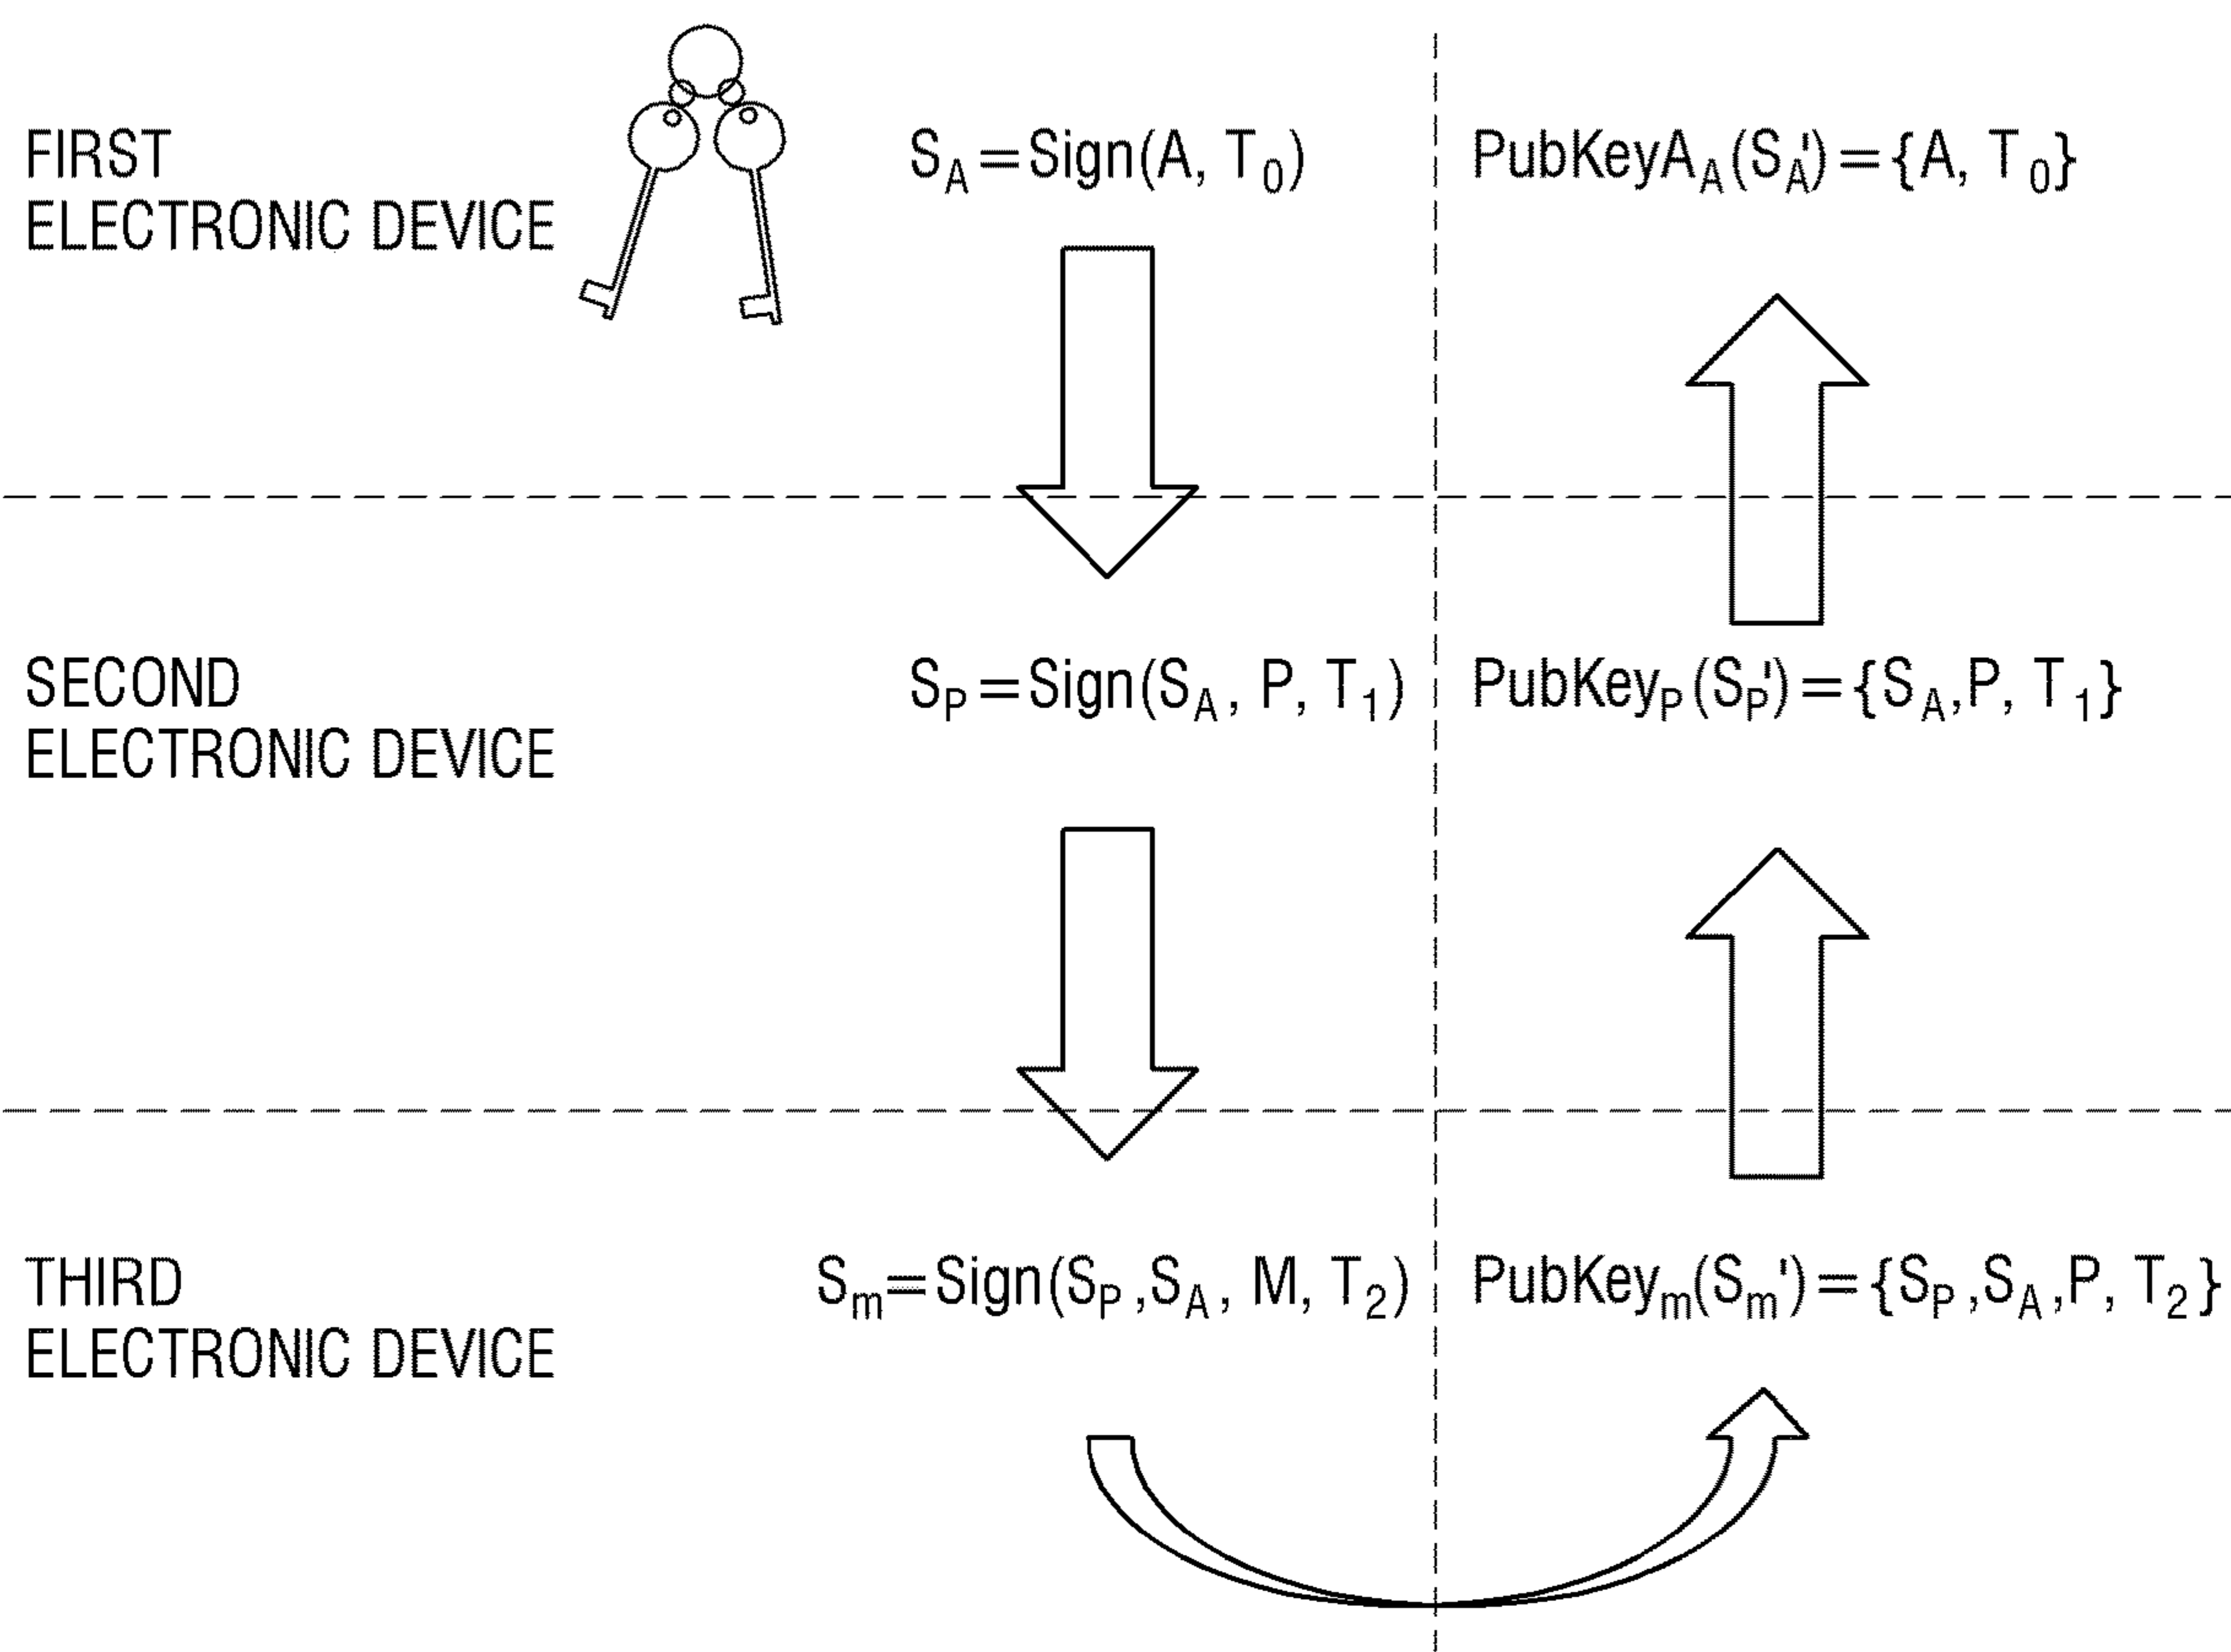 FIRST
ELECTRONIC DEVICE
S_A=Sign(A, T_0)
PubKeyA_A(S_A')={A, T_0}
SECOND
ELECTRONIC DEVICE
S_P=Sign(S_A, P, T_1)
PubKey_P(S_P')={S_A,P, T_1}
THIRD
ELECTRONIC DEVICE
S_m=Sign(S_P,S_A, M, T_2)
PubKey_m(S_m')={S_P,S_A,P, T_2}